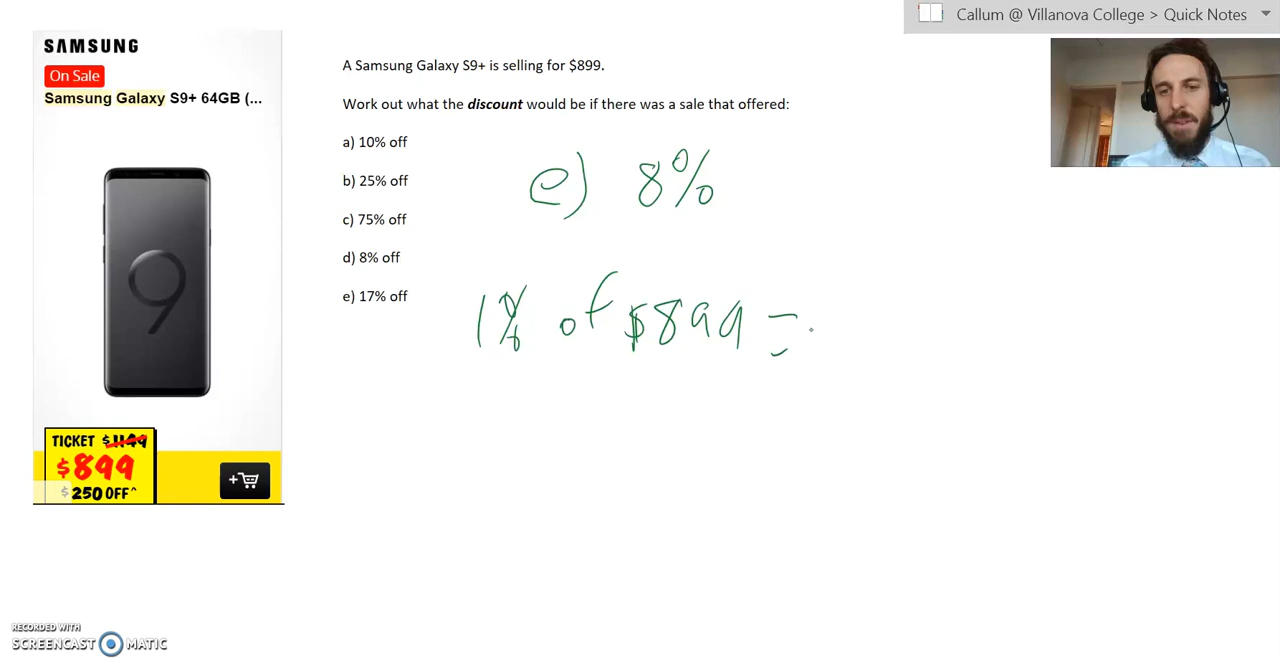 Callum @ Villanova College > Quick Notes
SAMSUNG
On Sale
Samsung Galaxy S9+ 64GB (...
9
TICKET $1149
$899
$250 OFF^
+
A Samsung Galaxy S9+ is selling for $899.
Work out what the discount would be if there was a sale that offered:
a) 10% off
b) 25% off
c) 75% off
d) 8% off
e) 17% off
e) 8%
1% of $899 =
RECORDED WITH
SCREENCAST MATIC